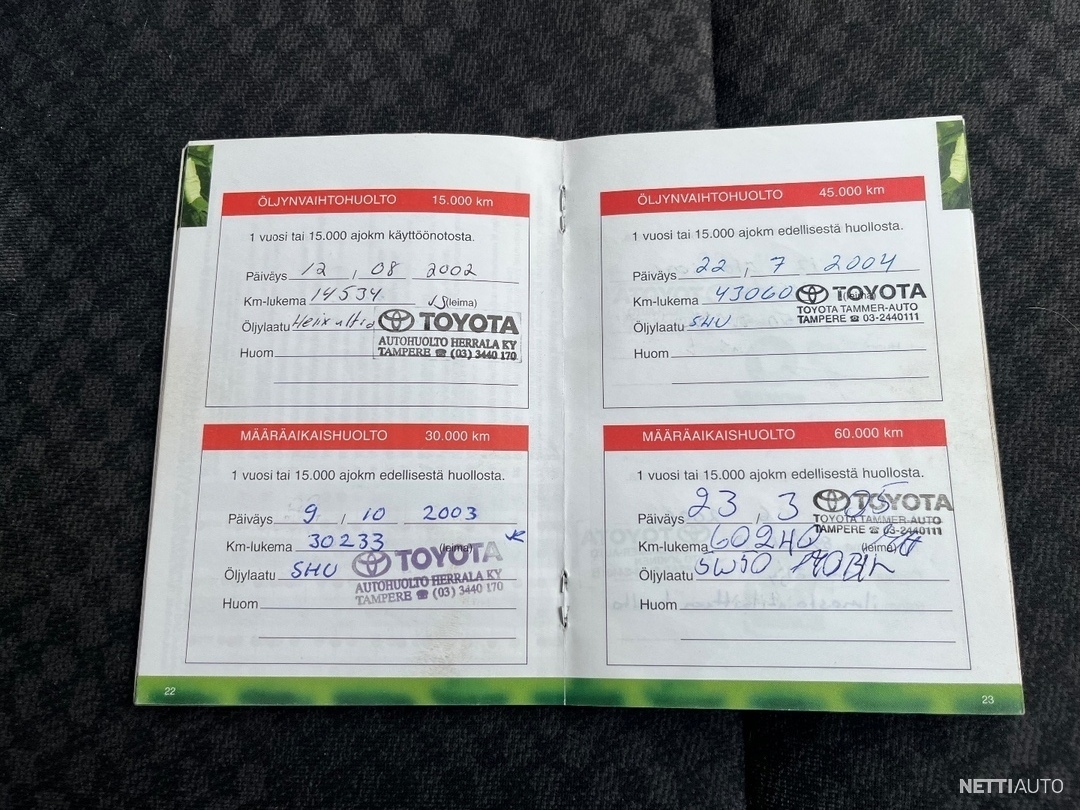 ÖLJYNVAIHTOHUOLTO 15.000 km
1 vuosi tai 15.000 ajokm käyttöönotosta.
Päiväys 12 / 08 2002
Km-lukema 14534 (leima)
Öljylaatu Helix ultra
TOYOTA
AUTOHUOLTO HERRALA KY
TAMPERE ☎ (03) 3440 170
Huom
MÄÄRÄAIKAISHUOLTO 30.000 km
1 vuosi tai 15.000 ajokm edellisestä huollosta.
Päiväys 9 / 10 2003
Km-lukema 30233 (leima)
Öljylaatu SHU
TOYOTA
AUTOHUOLTO HERRALA KY
TAMPERE ☎ (03) 3440 170
Huom
22
ÖLJYNVAIHTOHUOLTO 45.000 km
1 vuosi tai 15.000 ajokm edellisestä huollosta.
Päiväys 22 / 7 2004
Km-lukema 43060 (leima)
TOYOTA
TOYOTA TAMMER-AUTO
TAMPERE ☎ 03-2440111
Öljylaatu SHU
Huom
MÄÄRÄAIKAISHUOLTO 60.000 km
1 vuosi tai 15.000 ajokm edellisestä huollosta.
Päiväys 23 / 3 05
TOYOTA
TOYOTA TAMMER-AUTO
TAMPERE ☎ 03-2440111
Km-lukema 60240 (leima)
Öljylaatu 5W50 MOBIL
Huom
23
NETTIAUTO